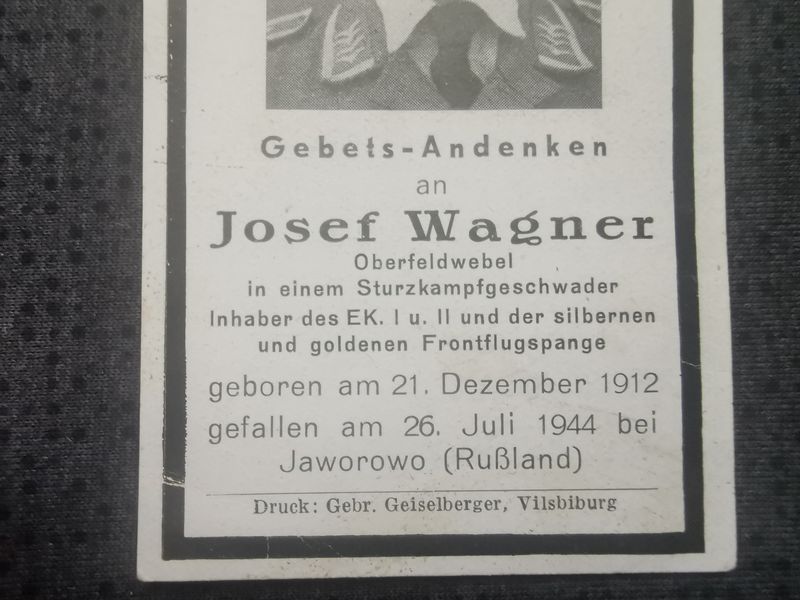 Gebets-Andenken
an
Josef Wagner
Oberfeldwebel
in einem Sturzkampfgeschwader
Inhaber des EK. I u. II und der silbernen
und goldenen Frontflugspange
geboren am 21. Dezember 1912
gefallen am 26. Juli 1944 bei
Jaworowo (Rußland)
Druck: Gebr. Geiselberger, Vilsbiburg